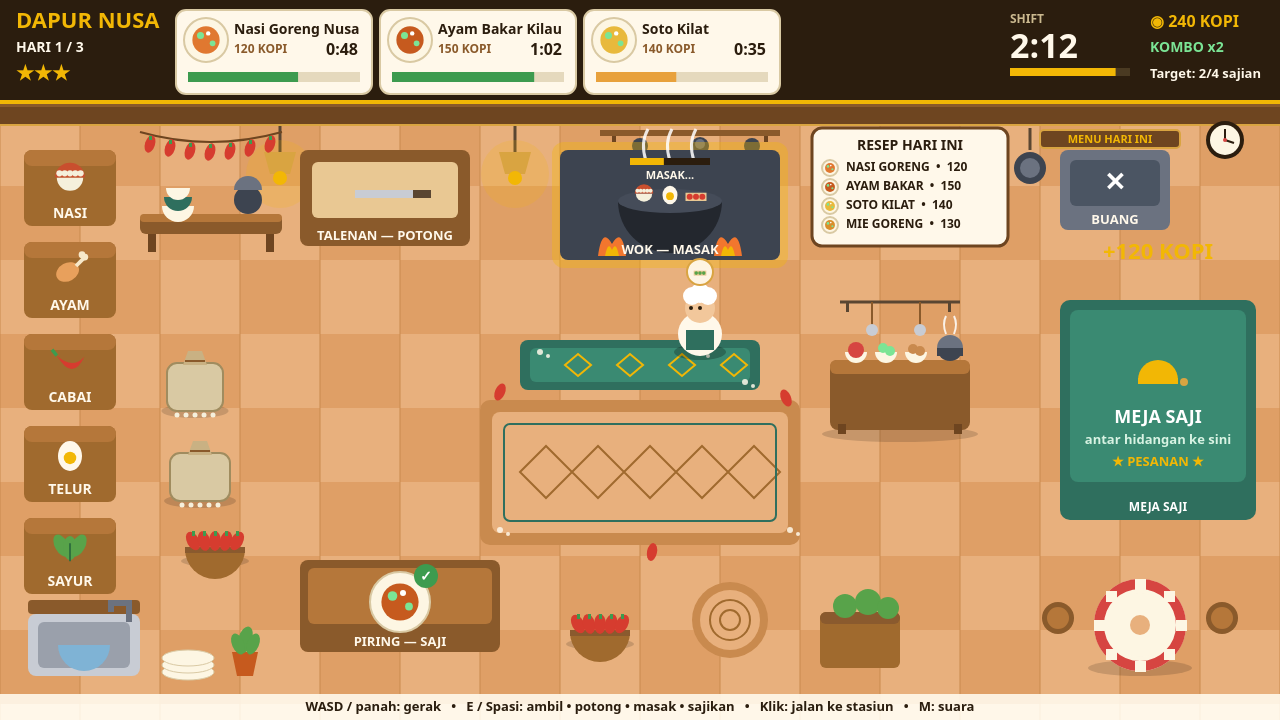 DAPUR NUSA
HARI 1 / 3
Nasi Goreng Nusa
120 KOPI 0:48
Ayam Bakar Kilau
150 KOPI 1:02
Soto Kilat
140 KOPI 0:35
SHIFT
2:12
240 KOPI
KOMBO x2
Target: 2/4 sajian
NASI
AYAM
CABAI
TELUR
SAYUR
TALENAN — POTONG
MASAK...
WOK — MASAK
RESEP HARI INI
NASI GORENG • 120
AYAM BAKAR • 150
SOTO KILAT • 140
MIE GORENG • 130
MENU HARI INI
BUANG
+120 KOPI
MEJA SAJI
antar hidangan ke sini
★ PESANAN ★
MEJA SAJI
PIRING — SAJI
WASD / panah: gerak • E / Spasi: ambil • potong • masak • sajikan • Klik: jalan ke stasiun • M: suara